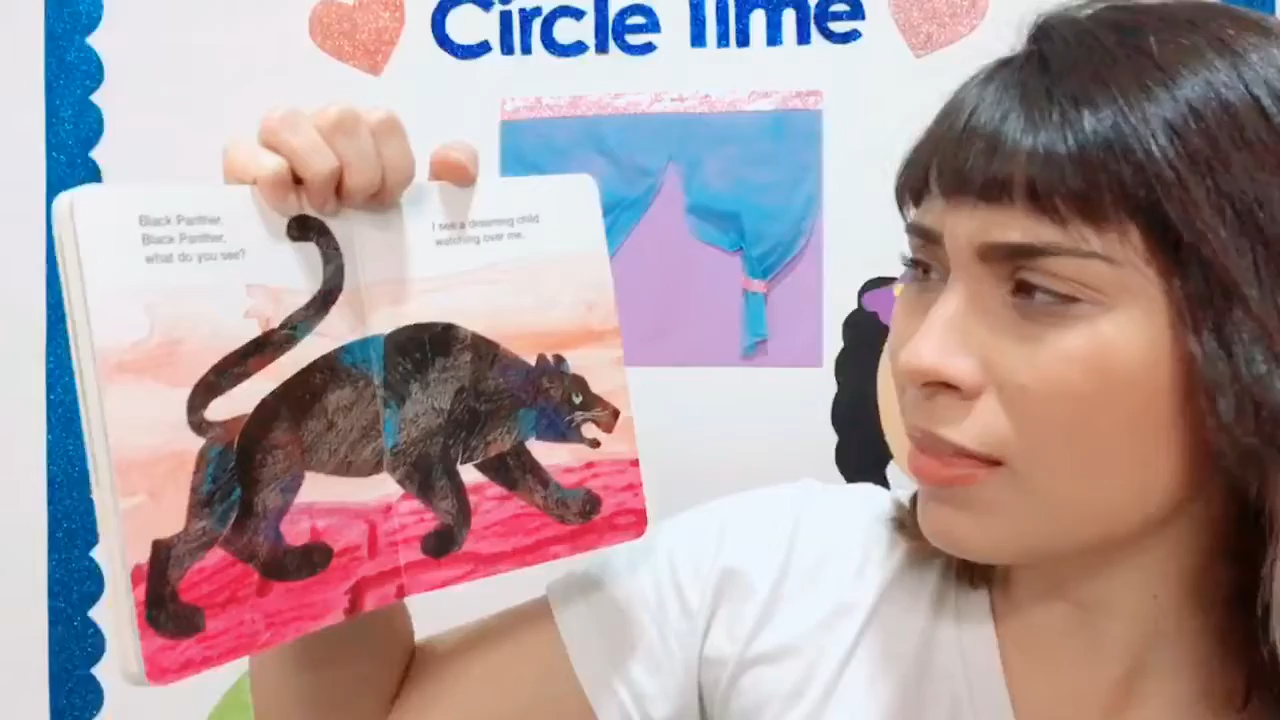 Circle Time
Black Panther,
Black Panther,
what do you see?
I see a dreaming child
watching over me.